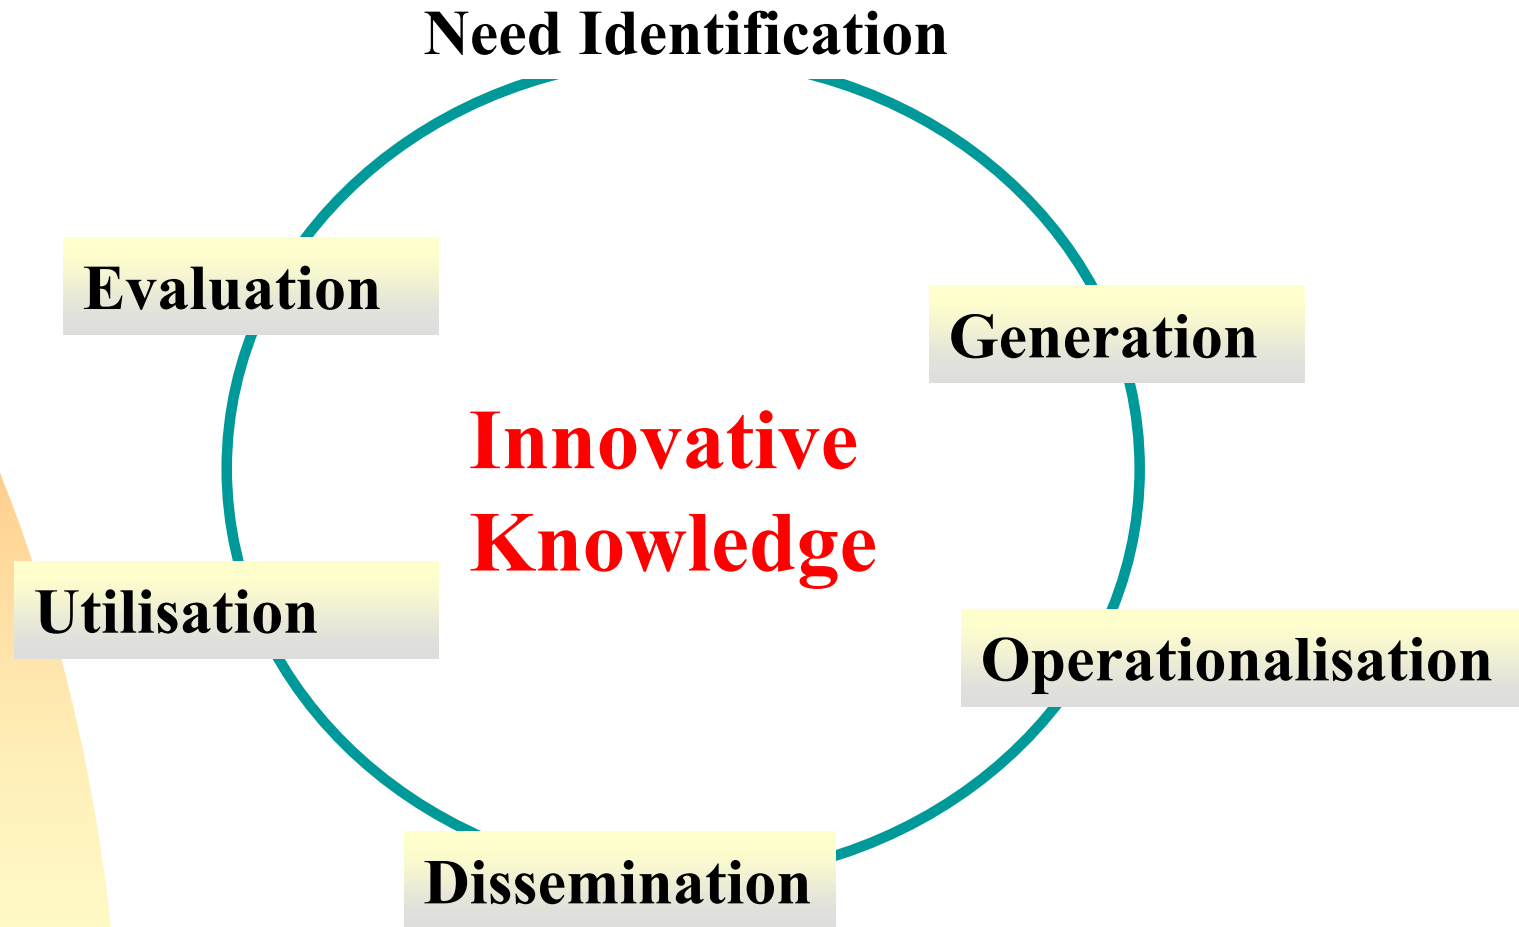 Need Identification
Evaluation
Generation
Innovative
Knowledge
Utilisation
Operationalisation
Dissemination